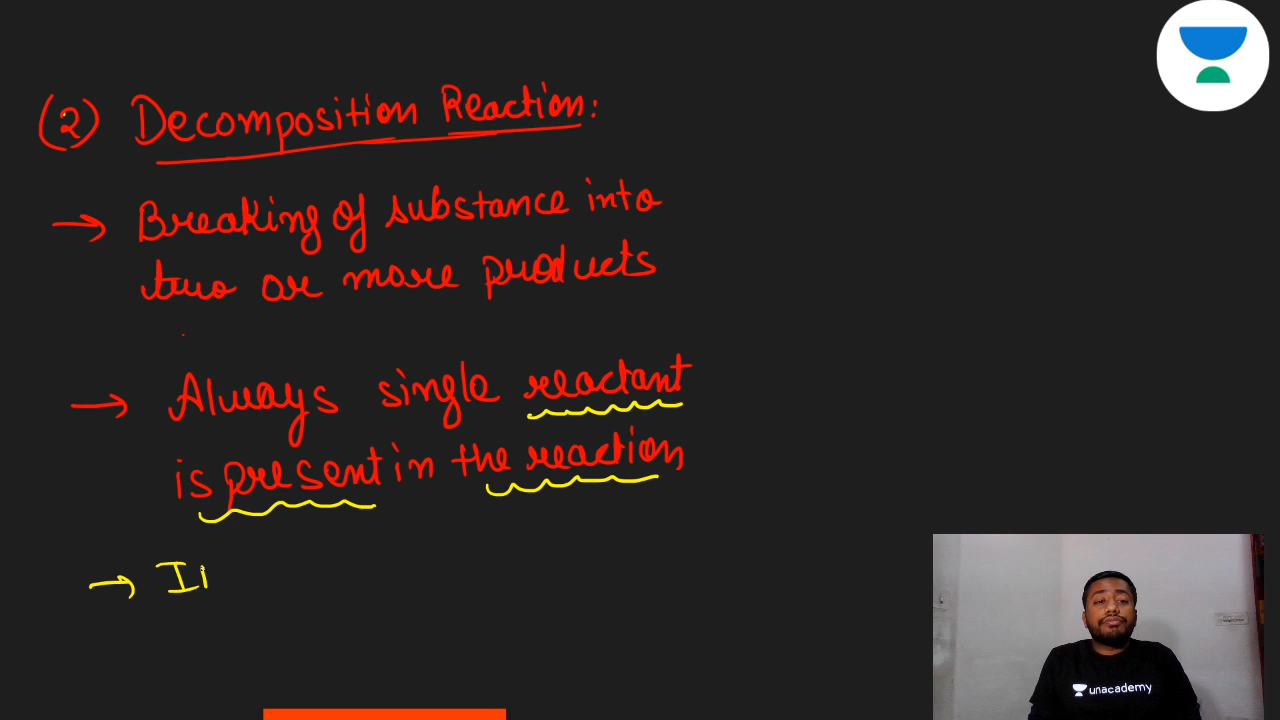 (2) Decomposition Reaction:
→ Breaking of substance into
two or more products
→ Always single reactant
is present in the reaction
→ I
unacademy